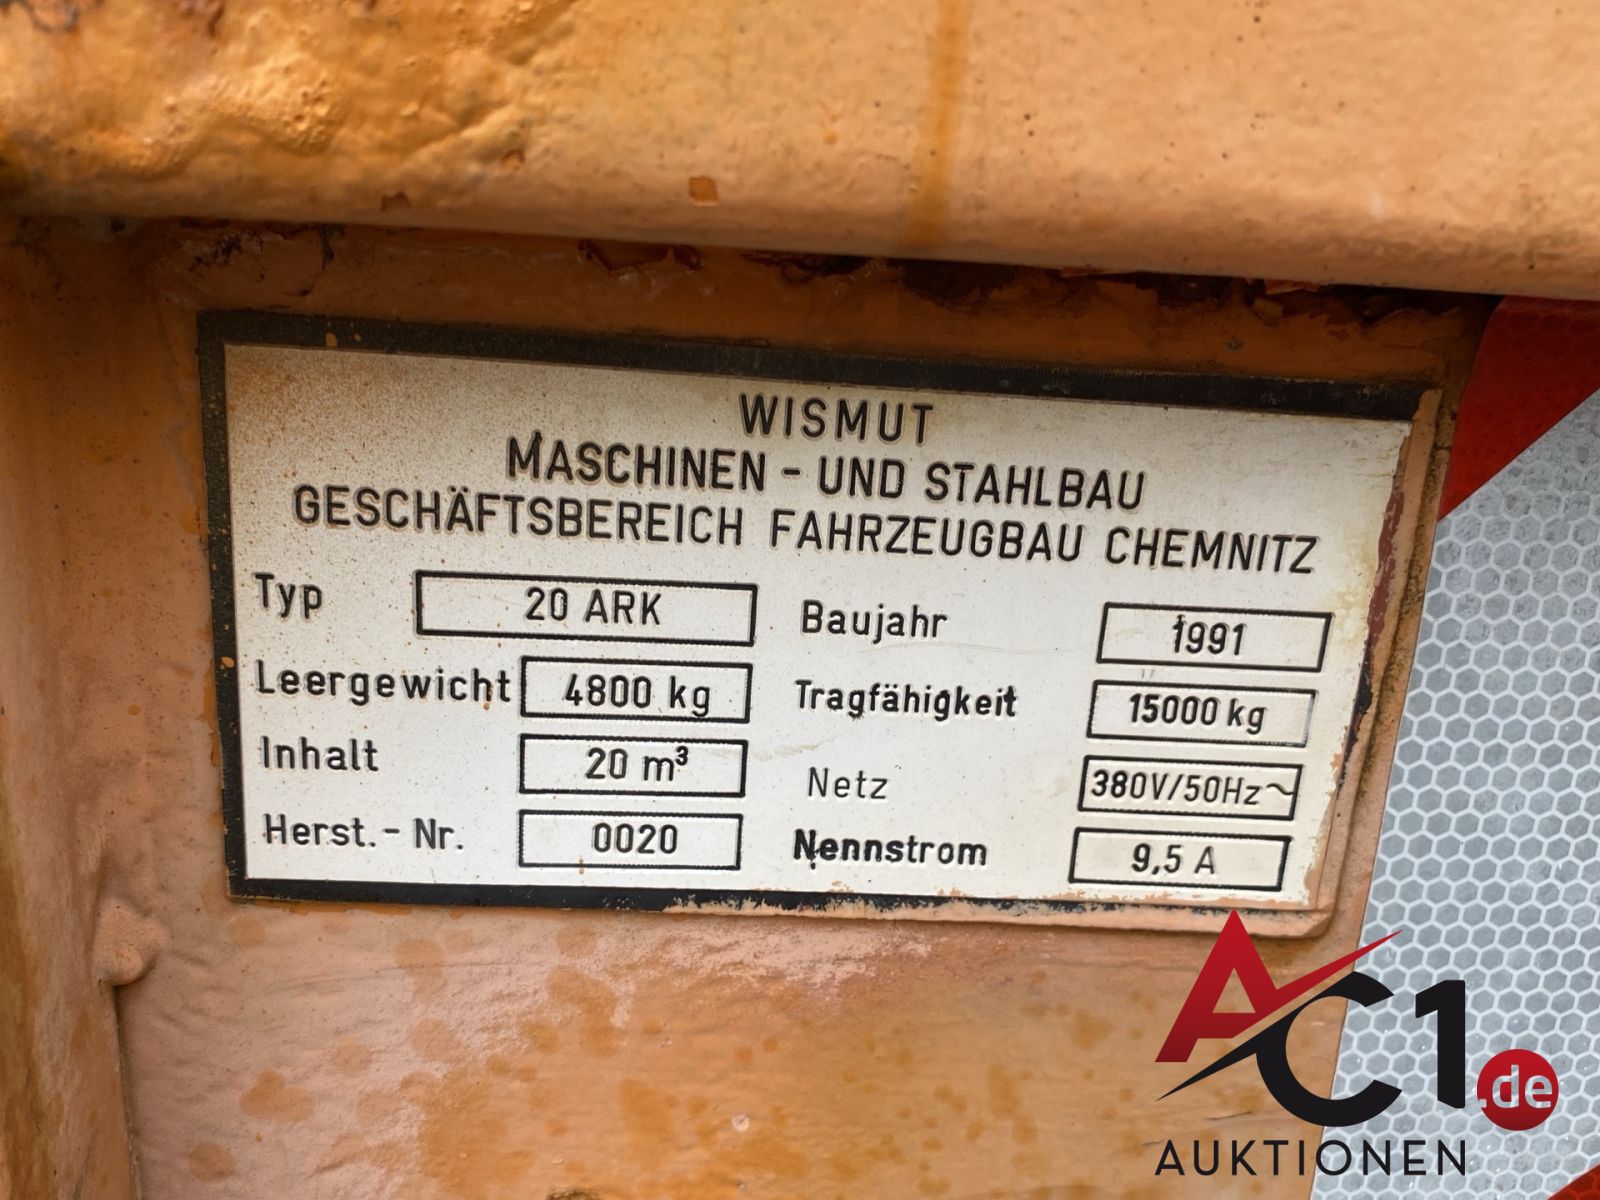 WISMUT
MASCHINEN - UND STAHLBAU
GESCHÄFTSBEREICH FAHRZEUGBAU CHEMNITZ
Typ 20 ARK Baujahr 1991
Leergewicht 4800 kg Tragfähigkeit 15000 kg
Inhalt 20 m³ Netz 380V/50Hz~
Herst.- Nr. 0020 Nennstrom 9,5 A
AC1.de
AUKTIONEN